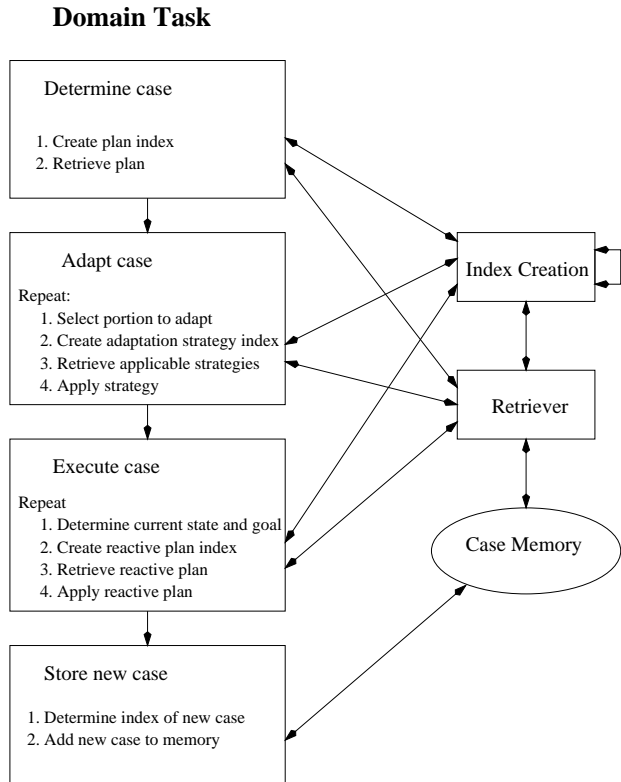 Domain Task
Determine case
1. Create plan index
2. Retrieve plan
Adapt case
Repeat:
1. Select portion to adapt
2. Create adaptation strategy index
3. Retrieve applicable strategies
4. Apply strategy
Execute case
Repeat
1. Determine current state and goal
2. Create reactive plan index
3. Retrieve reactive plan
4. Apply reactive plan
Store new case
1. Determine index of new case
2. Add new case to memory
Index Creation
Retriever
Case Memory